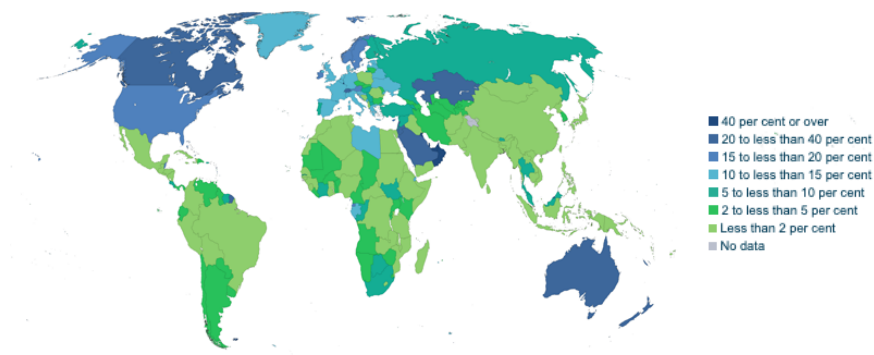 40 per cent or over
20 to less than 40 per cent
15 to less than 20 per cent
10 to less than 15 per cent
5 to less than 10 per cent
2 to less than 5 per cent
Less than 2 per cent
No data